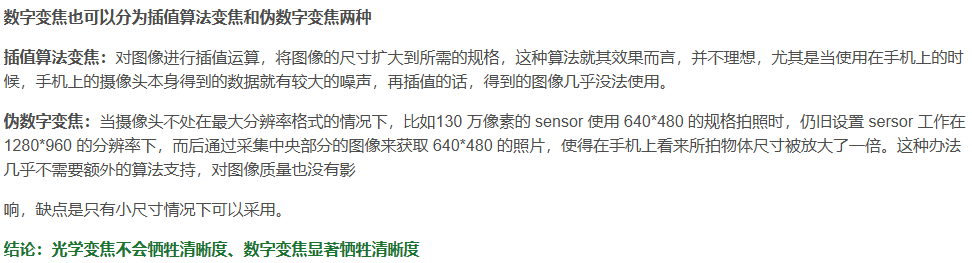 数字变焦也可以分为插值算法变焦和伪数字变焦两种
插值算法变焦：对图像进行插值运算，将图像的尺寸扩大到所需的规格，这种算法就其效果而言，并不理想，尤其是当使用在手机上的时
候，手机上的摄像头本身得到的数据就有较大的噪声，再插值的话，得到的图像几乎没法使用。
伪数字变焦：当摄像头不处在最大分辨率格式的情况下，比如130 万像素的 sensor 使用 640*480 的规格拍照时，仍旧设置 sersor 工作在
1280*960 的分辨率下，而后通过采集中央部分的图像来获取 640*480 的照片，使得在手机上看来所拍物体尺寸被放大了一倍。这种办法
几乎不需要额外的算法支持，对图像质量也没有影
响，缺点是只有小尺寸情况下可以采用。
结论：光学变焦不会牺牲清晰度、数字变焦显著牺牲清晰度